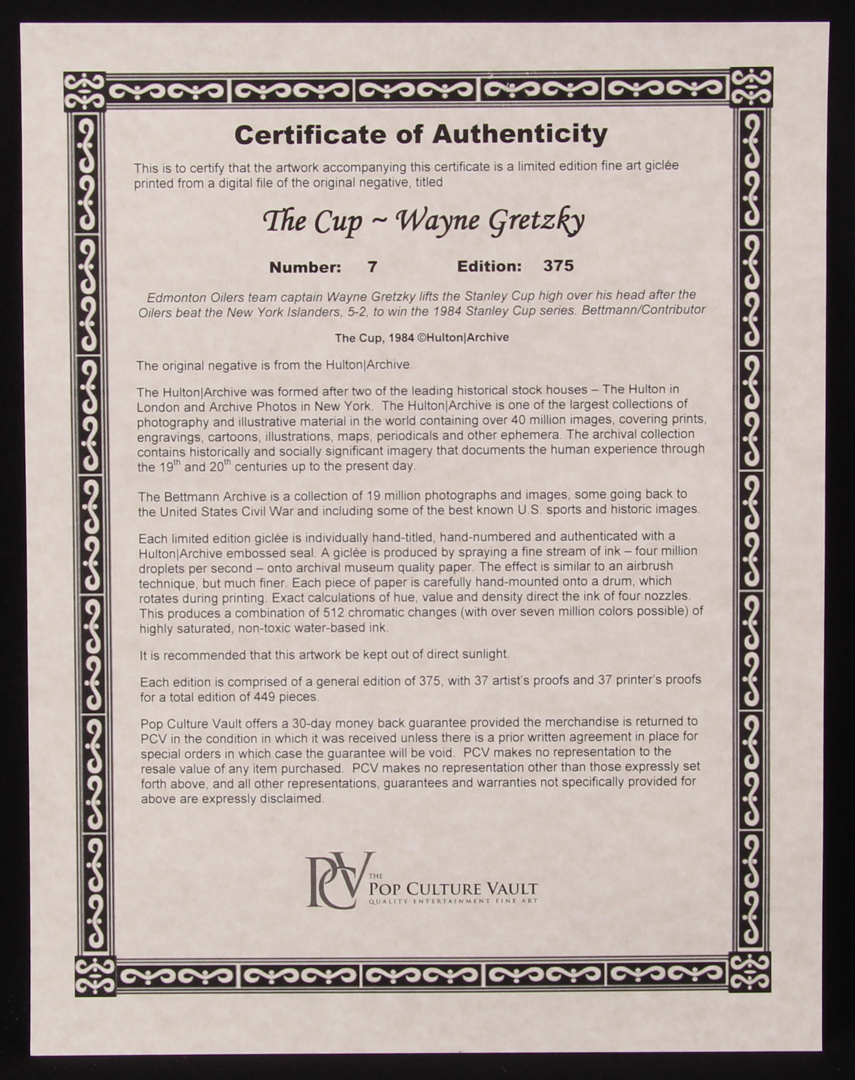 Certificate of Authenticity
This is to certify that the artwork accompanying this certificate is a limited edition fine art giclée
printed from a digital file of the original negative, titled
The Cup ~ Wayne Gretzky
Number: 7 Edition: 375
Edmonton Oilers team captain Wayne Gretzky lifts the Stanley Cup high over his head after the
Oilers beat the New York Islanders, 5-2, to win the 1984 Stanley Cup series. Bettmann/Contributor
The Cup, 1984 ©Hulton|Archive
The original negative is from the Hulton|Archive.
The Hulton|Archive was formed after two of the leading historical stock houses – The Hulton in
London and Archive Photos in New York. The Hulton|Archive is one of the largest collections of
photography and illustrative material in the world containing over 40 million images, covering prints,
engravings, cartoons, illustrations, maps, periodicals and other ephemera. The archival collection
contains historically and socially significant imagery that documents the human experience through
the 19th and 20th centuries up to the present day.
The Bettmann Archive is a collection of 19 million photographs and images, some going back to
the United States Civil War and including some of the best known U.S. sports and historic images.
Each limited edition giclée is individually hand-titled, hand-numbered and authenticated with a
Hulton|Archive embossed seal. A giclée is produced by spraying a fine stream of ink – four million
droplets per second – onto archival museum quality paper. The effect is similar to an airbrush
technique, but much finer. Each piece of paper is carefully hand-mounted onto a drum, which
rotates during printing. Exact calculations of hue, value and density direct the ink of four nozzles.
This produces a combination of 512 chromatic changes (with over seven million colors possible) of
highly saturated, non-toxic water-based ink.
It is recommended that this artwork be kept out of direct sunlight.
Each edition is comprised of a general edition of 375, with 37 artist's proofs and 37 printer's proofs
for a total edition of 449 pieces.
Pop Culture Vault offers a 30-day money back guarantee provided the merchandise is returned to
PCV in the condition in which it was received unless there is a prior written agreement in place for
special orders in which case the guarantee will be void. PCV makes no representation to the
resale value of any item purchased. PCV makes no representation other than those expressly set
forth above, and all other representations, guarantees and warranties not specifically provided for
above are expressly disclaimed.
PCV
THE
POP CULTURE VAULT
QUALITY ENTERTAINMENT FINE ART